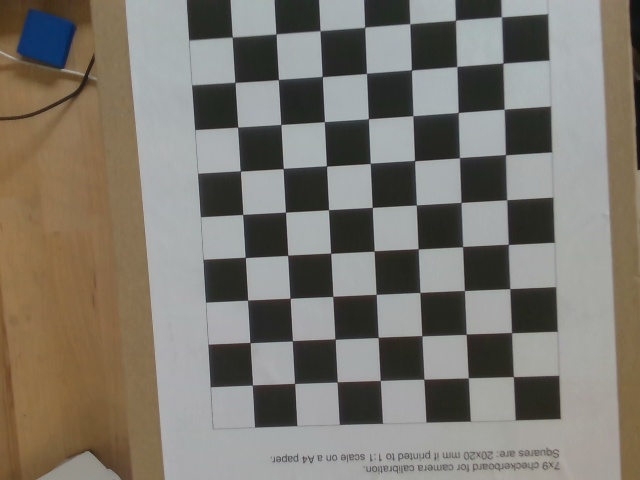 7x9 checkerboard for camera calibration.
Squares are: 20x20 mm if printed to 1:1 scale on a A4 paper.